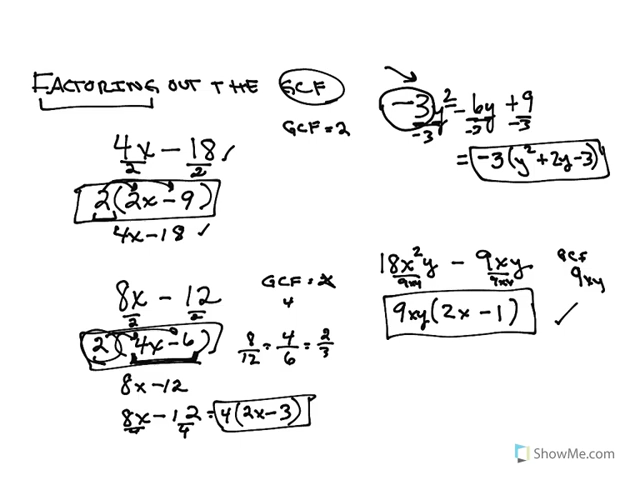 FACTORING OUT THE GCF
GCF = 2
4x - 18 ✓
2 2
2(2x - 9)
4x - 18 ✓
8x - 12
2 2
GCF = 2
4
2(4x - 6)
8/12 = 4/6 = 2/3
8x - 12
8x - 12 = 4(2x - 3)
4 4
-3y² - 6y + 9
-3 -3 -3
= -3(y² + 2y - 3)
18x²y - 9xy
9xy 9xy
GCF
9xy
9xy(2x - 1) ✓
ShowMe.com